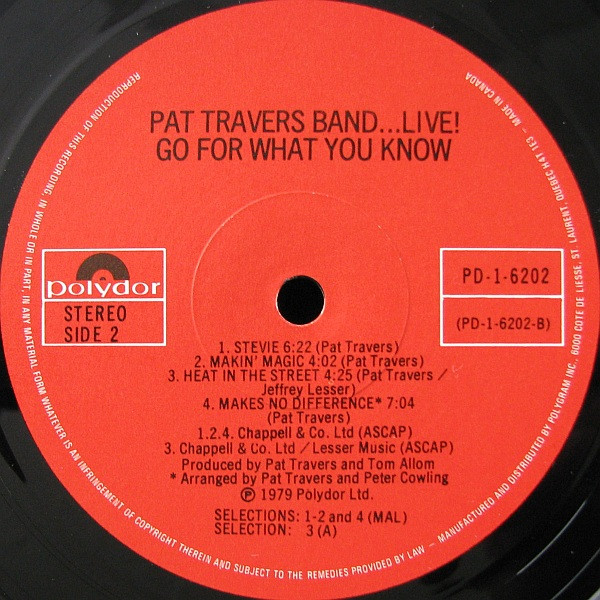 PAT TRAVERS BAND...LIVE!
GO FOR WHAT YOU KNOW
polydor
STEREO
SIDE 2
PD-1-6202
(PD-1-6202-B)
1. STEVIE 6:22 (Pat Travers)
2. MAKIN' MAGIC 4:02 (Pat Travers)
3. HEAT IN THE STREET 4:25 (Pat Travers /
Jeffrey Lesser)
4. MAKES NO DIFFERENCE* 7:04
(Pat Travers)
1.2.4. Chappell & Co. Ltd (ASCAP)
3. Chappell & Co. Ltd / Lesser Music (ASCAP)
Produced by Pat Travers and Tom Allom
* Arranged by Pat Travers and Peter Cowling
Ⓟ 1979 Polydor Ltd.
SELECTIONS: 1-2 and 4 (MAL)
SELECTION: 3 (A)
REPRODUCTION OF THIS RECORDING, IN WHOLE OR IN PART, IN ANY MATERIAL FORM WHATEVER IS AN INFRINGEMENT OF COPYRIGHT THEREIN AND SUBJECT TO THE REMEDIES PROVIDED BY LAW — MANUFACTURED AND DISTRIBUTED BY POLYGRAM INC., 6000 COTE DE LIESSE, ST. LAURENT, QUEBEC H4T 1E3 — MADE IN CANADA